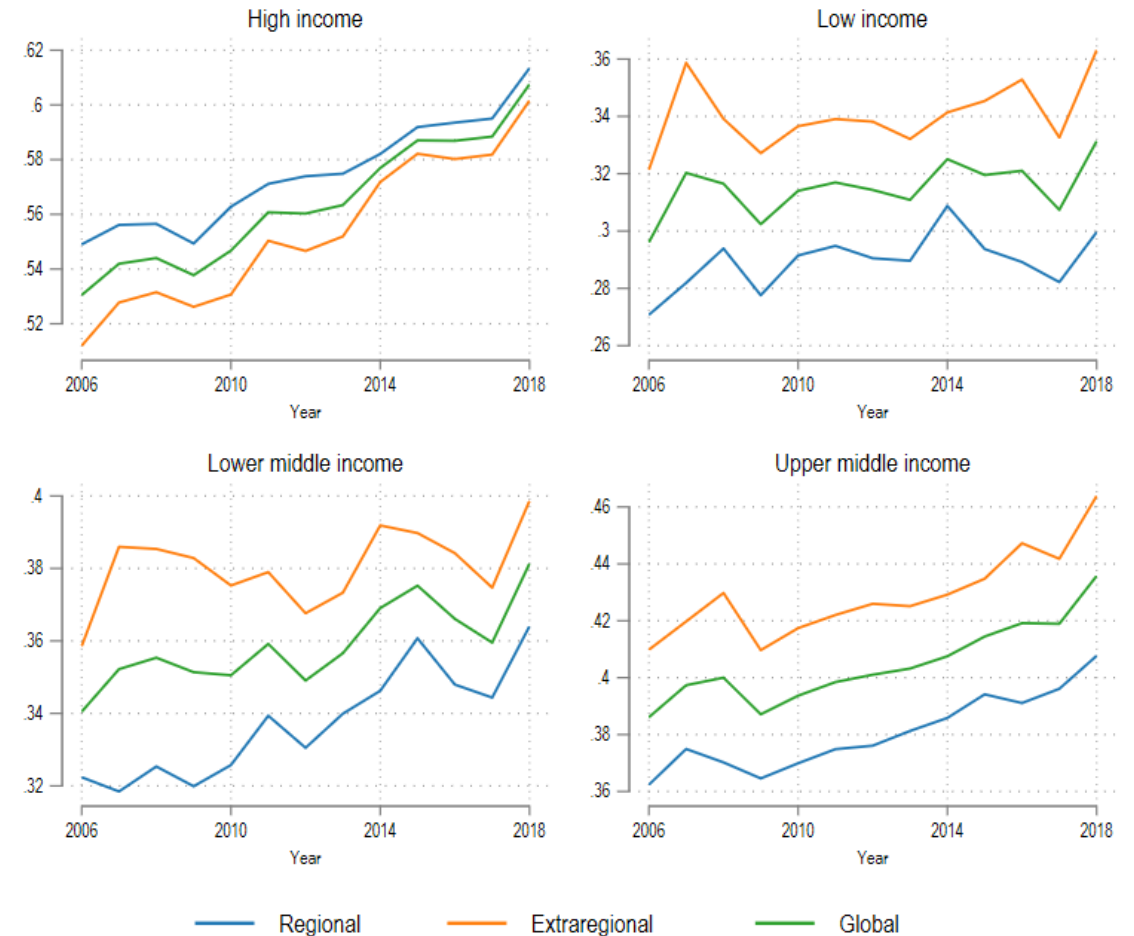 High income
.62
.6
.58
.56
.54
.52
2006 2010 2014 2018
Year
Low income
.36
.34
.32
.3
.28
.26
2006 2010 2014 2018
Year
Lower middle income
.4
.38
.36
.34
.32
2006 2010 2014 2018
Year
Upper middle income
.46
.44
.42
.4
.38
.36
2006 2010 2014 2018
Year
Regional Extraregional Global